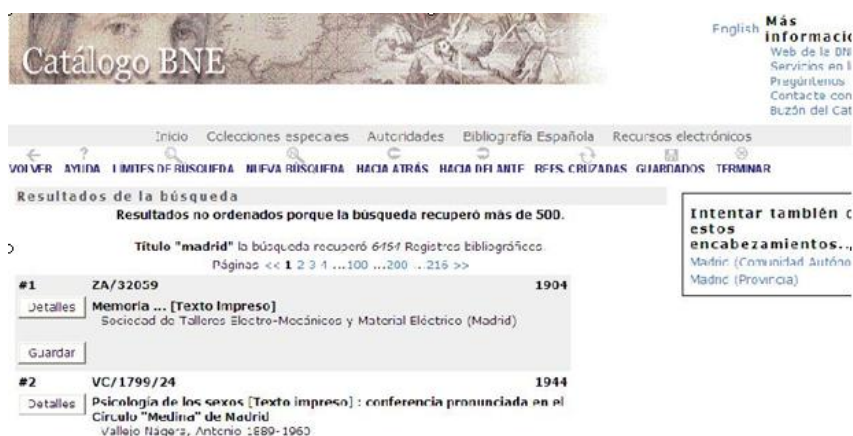 Catálogo BNE
English
Más
informacio
Web de la BN
Servicios en l
Pregúntenos
Contacte con
Buzón del Cat
Inicio Colecciones especiales Autoridades Bibliografía Española Recursos electrónicos
VOLVER AYUDA LÍMITES DE BÚSQUEDA NUEVA BÚSQUEDA HACIA ATRÁS HACIA DELANTE REFS. CRUZADAS GUARDADOS TERMINAR
Resultados de la búsqueda
Resultados no ordenados porque la búsqueda recuperó más de 500.
Título "madrid" la búsqueda recuperó 6464 Registros bibliográficos
Páginas << 1 2 3 4 ...100 ...200 ...216 >>
#1 ZA/32059 1904
Detalles Memoria ... [Texto impreso]
Sociedad de Talleres Electro-Mecánicos y Material Eléctrico (Madrid)
Guardar
#2 VC/1799/24 1944
Detalles Psicología de los sexos [Texto impreso] : conferencia pronunciada en el
Círculo "Medina" de Madrid
Vallejo Nágera, Antonio 1889-1960
Intentar también c
estos
encabezamientos...
Madrid (Comunidad Autóno
Madrid (Provincia)